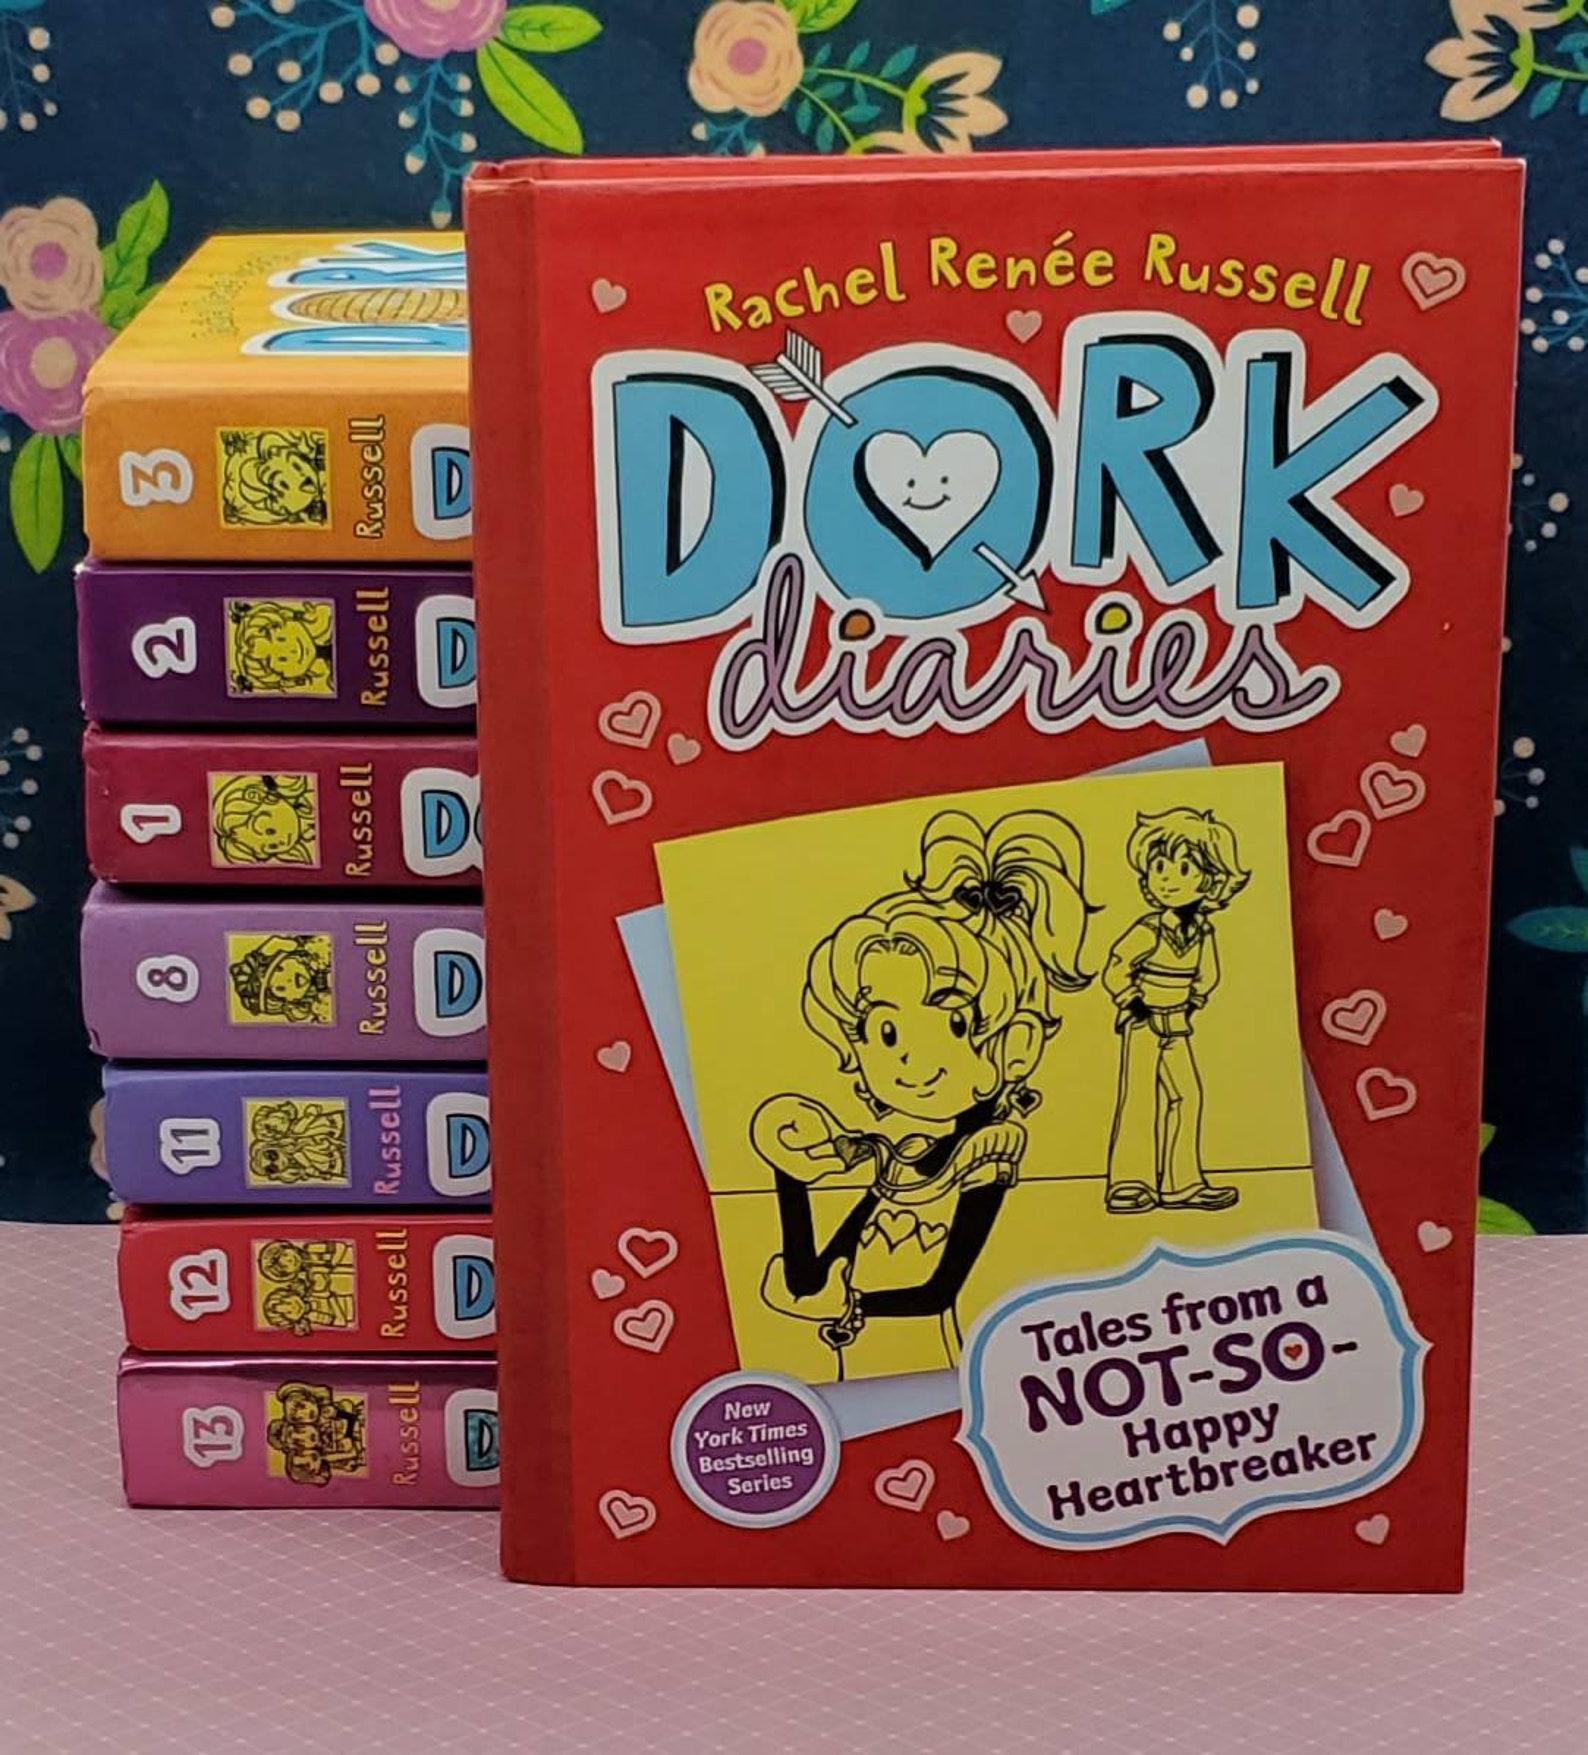 Rachel Renée Russell
DORK
diaries
Tales from a
NOT-SO-
Happy
Heartbreaker
New
York Times
Bestselling
Series
DORK
3 Russell D
2 Russell D
1 Russell D
8 Russell D
11 Russell D
12 Russell D
13 Russell D